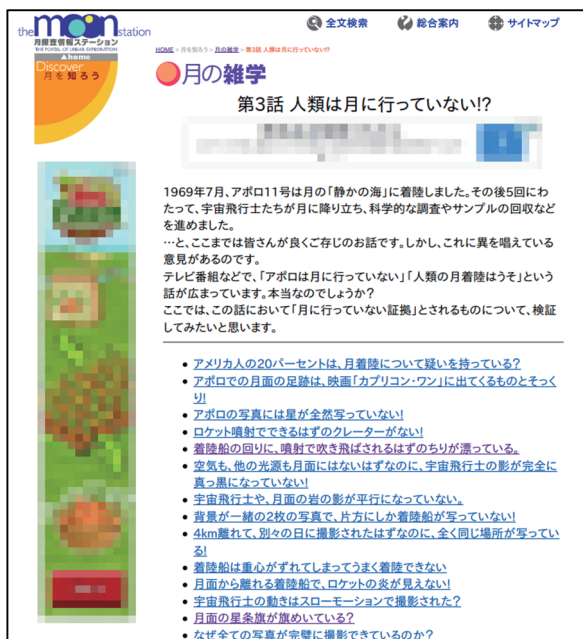 the moon station
月探査情報ステーション
THE PORTAL OF LUNAR EXPLORATION
▲home
Discover
月を知ろう
全文検索
総合案内
サイトマップ
HOME > 月を知ろう > 月の雑学 > 第3話 人類は月に行っていない!?
月の雑学
第3話 人類は月に行っていない!?
1969年7月、アポロ11号は月の「静かの海」に着陸しました。その後5回にわ
たって、宇宙飛行士たちが月に降り立ち、科学的な調査やサンプルの回収など
を進めました。
…と、ここまでは皆さんが良くご存じのお話です。しかし、これに異を唱えている
意見があるのです。
テレビ番組などで、「アポロは月に行っていない」「人類の月着陸はうそ」という
話が広まっています。本当なのでしょうか?
ここでは、この話において「月に行っていない証拠」とされるものについて、検証
してみたいと思います。
アメリカ人の20パーセントは、月着陸について疑いを持っている?
アポロでの月面の足跡は、映画「カプリコン・ワン」に出てくるものとそっく
り!
アポロの写真には星が全然写っていない!
ロケット噴射でできるはずのクレーターがない!
着陸船の回りに、噴射で吹き飛ばされるはずのちりが漂っている。
空気も、他の光源も月面にはないはずなのに、宇宙飛行士の影が完全に
真っ黒になっていない!
宇宙飛行士や、月面の岩の影が平行になっていない。
背景が一緒の2枚の写真で、片方にしか着陸船が写っていない!
4km離れて、別々の日に撮影されたはずなのに、全く同じ場所が写ってい
る!
着陸船は重心がずれてしまってうまく着陸できない
月面から離れる着陸船で、ロケットの炎が見えない!
宇宙飛行士の動きはスローモーションで撮影された?
月面の星条旗が旗めいている?
なぜ全ての写真が完璧に撮影できているのか?